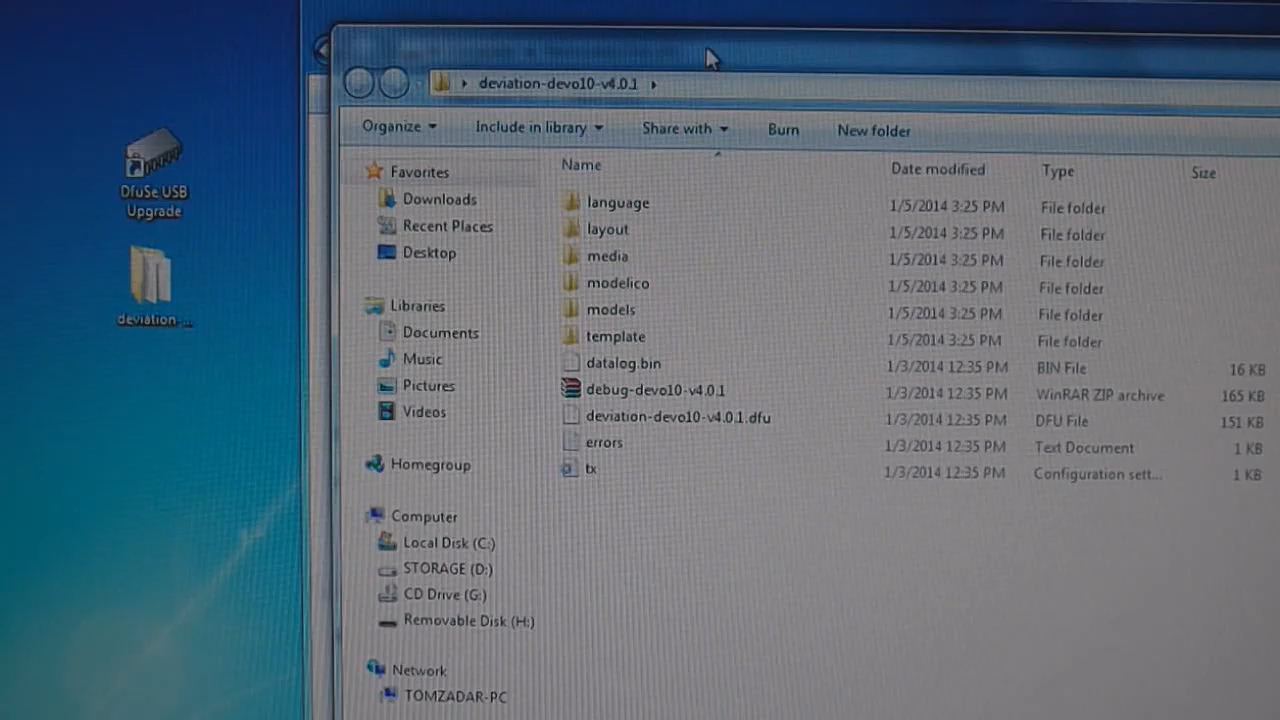 deviation-devo10-v4.0.1
Organize Include in library Share with Burn New folder
DfuSe USB
Upgrade
deviation-...
Favorites
Downloads
Recent Places
Desktop
Libraries
Documents
Music
Pictures
Videos
Homegroup
Computer
Local Disk (C:)
STORAGE (D:)
CD Drive (G:)
Removable Disk (H:)
Network
TOMZADAR-PC
Name Date modified Type Size
language 1/5/2014 3:25 PM File folder
layout 1/5/2014 3:25 PM File folder
media 1/5/2014 3:25 PM File folder
modelico 1/5/2014 3:25 PM File folder
models 1/5/2014 3:25 PM File folder
template 1/5/2014 3:25 PM File folder
datalog.bin 1/3/2014 12:35 PM BIN File 16 KB
debug-devo10-v4.0.1 1/3/2014 12:35 PM WinRAR ZIP archive 165 KB
deviation-devo10-v4.0.1.dfu 1/3/2014 12:35 PM DFU File 151 KB
errors 1/3/2014 12:35 PM Text Document 1 KB
tx 1/3/2014 12:35 PM Configuration sett... 1 KB